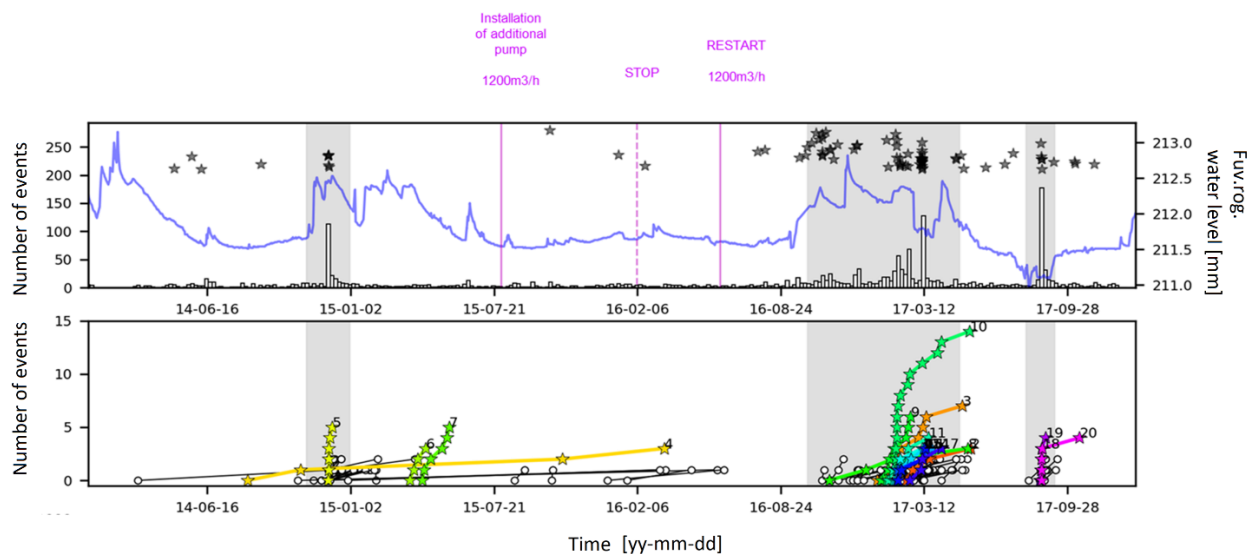 Installation
of additional
pump
1200m3/h
STOP
RESTART
1200m3/h
Number of events
250
200
150
100
50
0
213.0
212.5
212.0
211.5
211.0
Fuv.rog.
water level [mm]
14-06-16 15-01-02 15-07-21 16-02-06 16-08-24 17-03-12 17-09-28
Number of events
15
10
5
0
5
6
7
4
10
3
9
11
17
2
19
18
20
14-06-16 15-01-02 15-07-21 16-02-06 16-08-24 17-03-12 17-09-28
Time [yy-mm-dd]